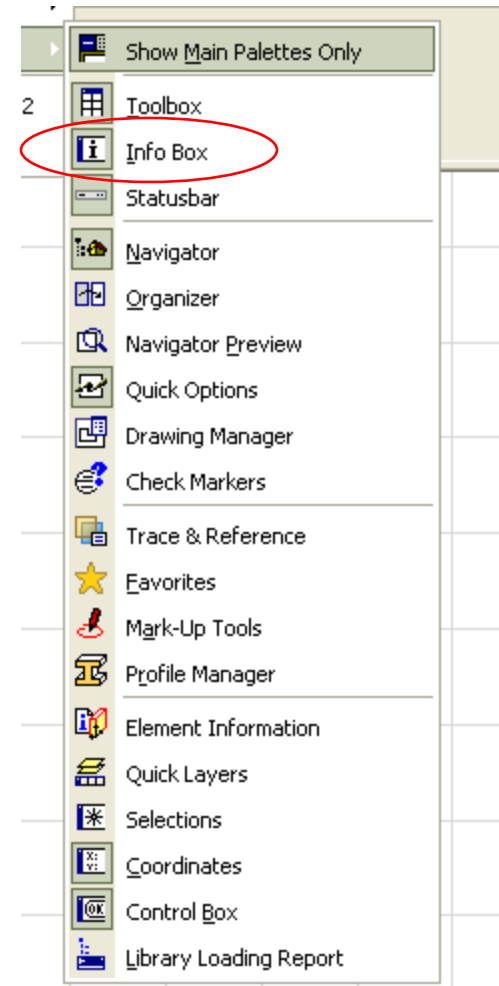 Show Main Palettes Only
2
Toolbox
Info Box
Statusbar
Navigator
Organizer
Navigator Preview
Quick Options
Drawing Manager
Check Markers
Trace & Reference
Favorites
Mark-Up Tools
Profile Manager
Element Information
Quick Layers
Selections
X:
Y:
Coordinates
OK
Control Box
Library Loading Report